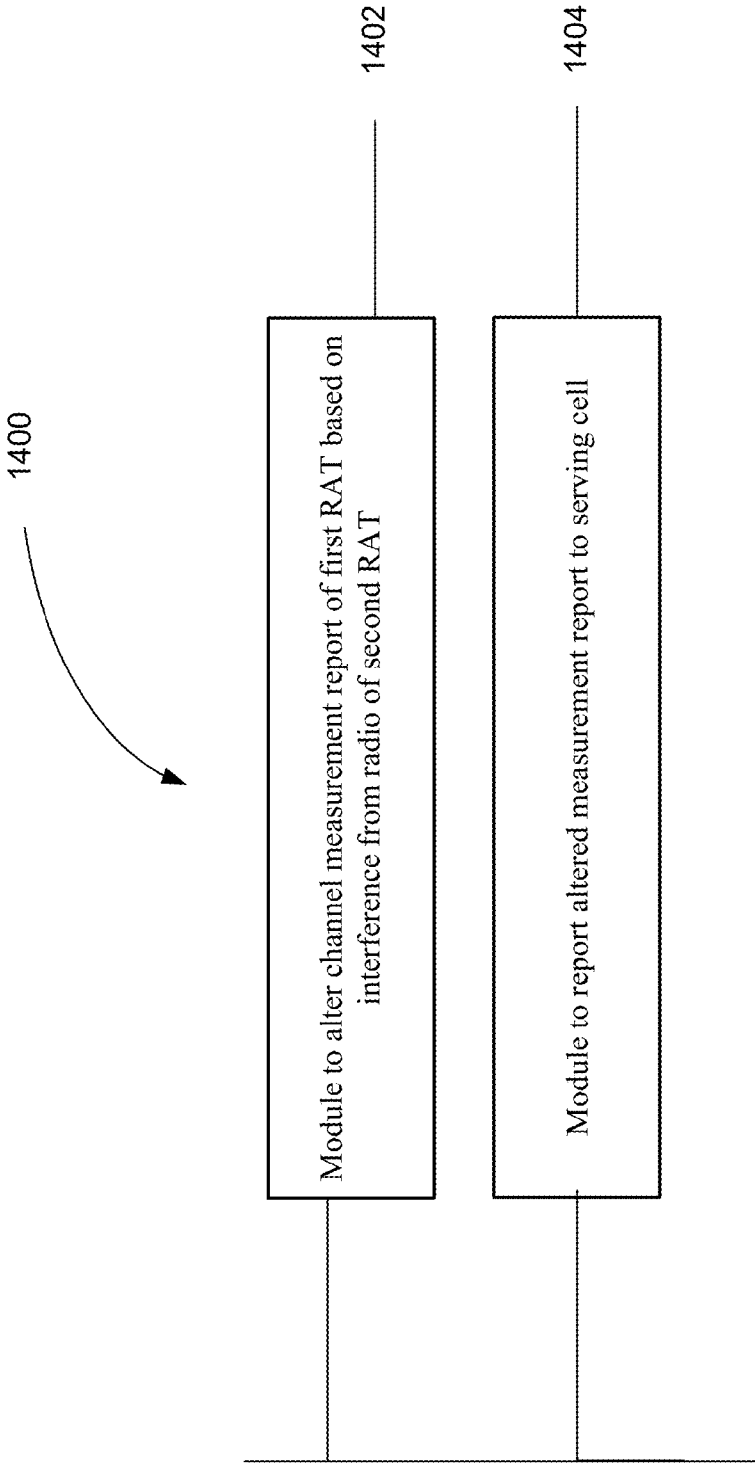 1400
Module to alter channel measurement report of first RAT based on
interference from radio of second RAT
1402
Module to report altered measurement report to serving cell
1404